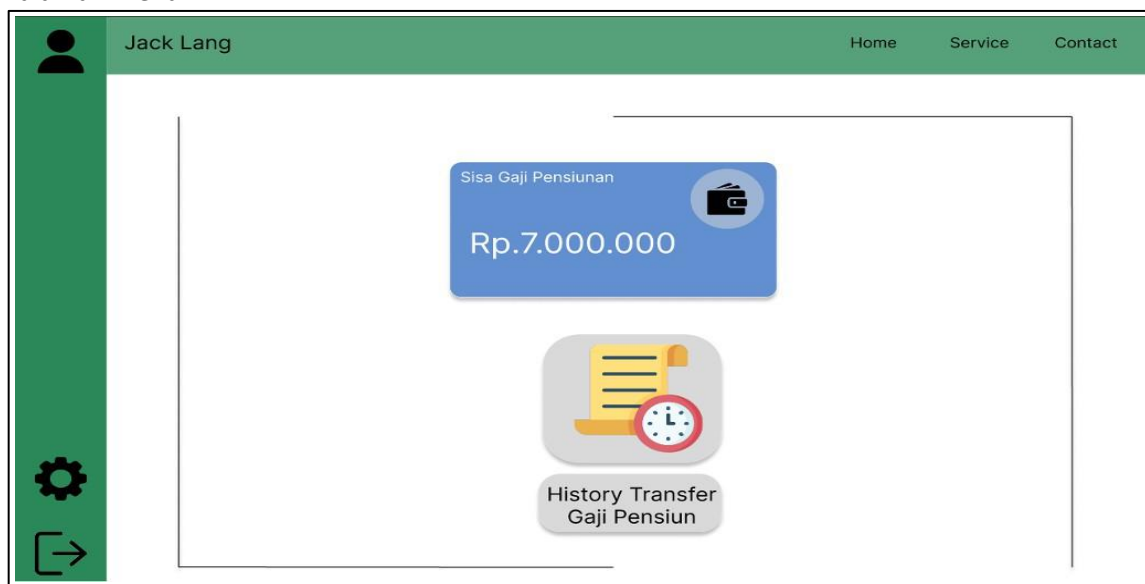 Jack Lang
Home Service Contact
Sisa Gaji Pensiunan
Rp.7.000.000
History Transfer
Gaji Pensiun